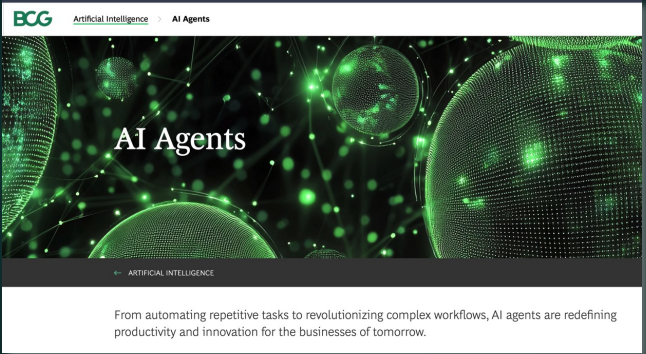 BCG Artificial Intelligence > AI Agents
AI Agents
← ARTIFICIAL INTELLIGENCE
From automating repetitive tasks to revolutionizing complex workflows, AI agents are redefining
productivity and innovation for the businesses of tomorrow.